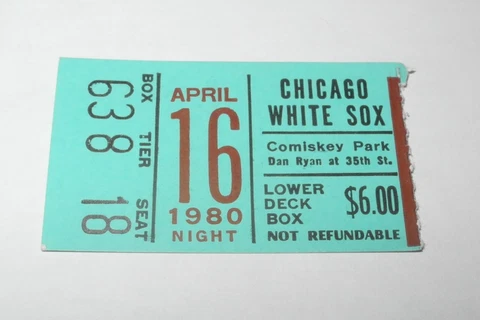 BOX TIER SEAT
63 8 18
APRIL
16
1980
NIGHT
CHICAGO
WHITE SOX
Comiskey Park
Dan Ryan at 35th St.
LOWER
DECK
BOX
$6.00
NOT REFUNDABLE